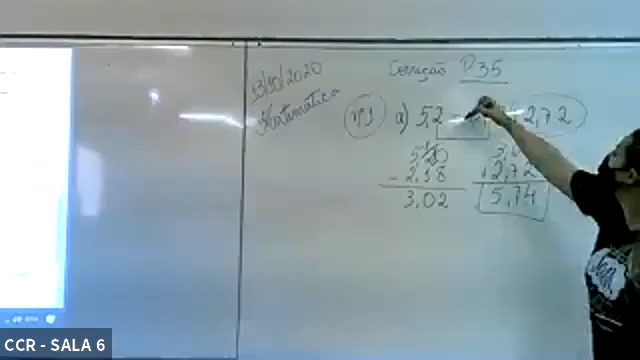 13/10/2020
Matemática
Correção P35
nº1 a) 5,2 2,72
- 2,18
3,02
+ 2,72
5,74
CCR - SALA 6